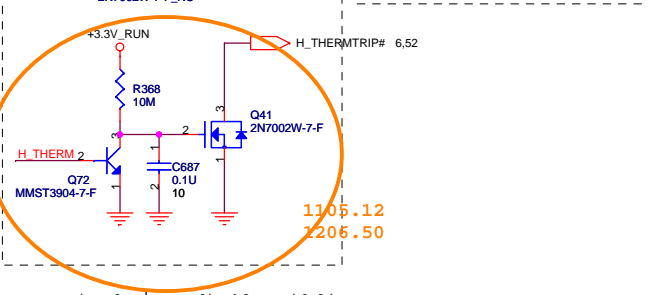 +3.3V_RUN
H_THERMTRIP# 6,52
R368
10M
3
3
Q41
2N7002W-7-F
2
1
H_THERM 2
1
C687
0.1U
10
2
Q72
MMST3904-7-F
1
1105.12
1206.50